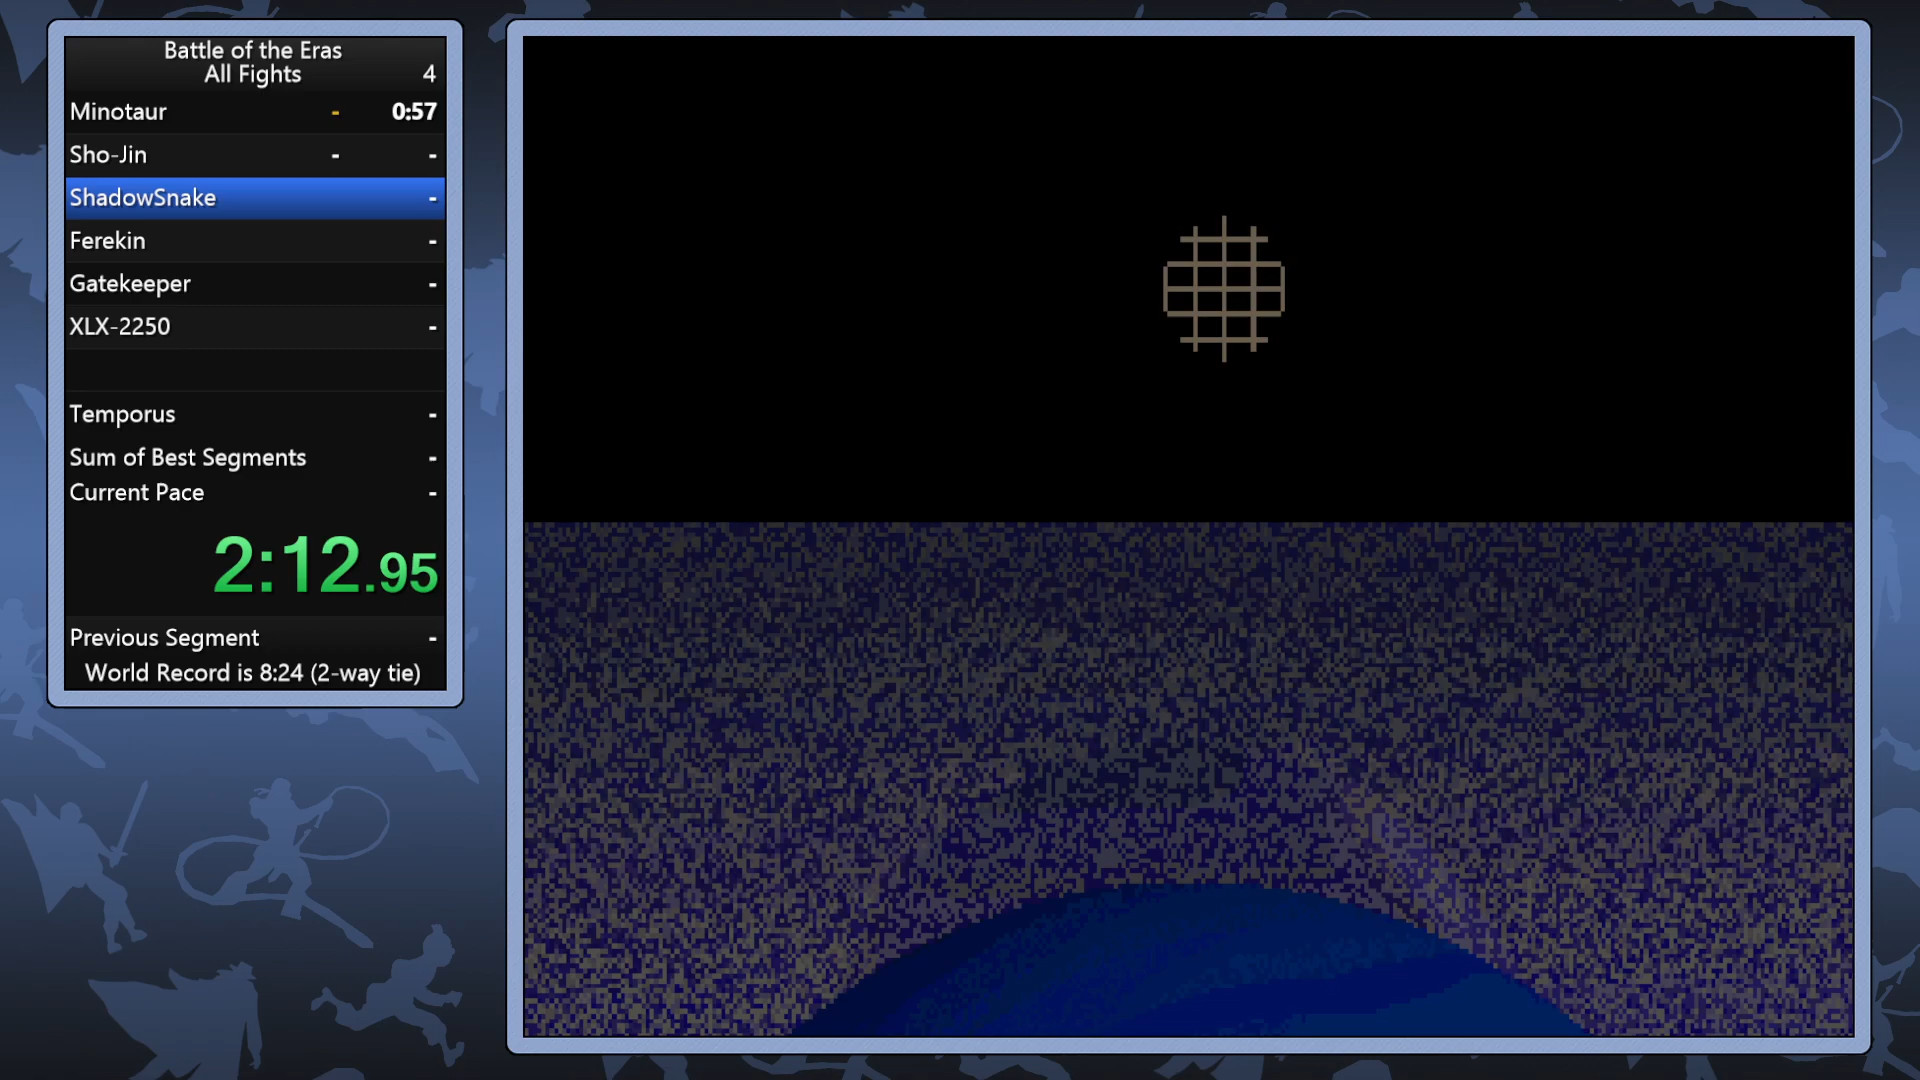 Battle of the Eras
All Fights 4
Minotaur - 0:57
Sho-Jin - -
ShadowSnake -
Ferekin -
Gatekeeper -
XLX-2250 -
Temporus -
Sum of Best Segments -
Current Pace -
2:12.95
Previous Segment -
World Record is 8:24 (2-way tie)